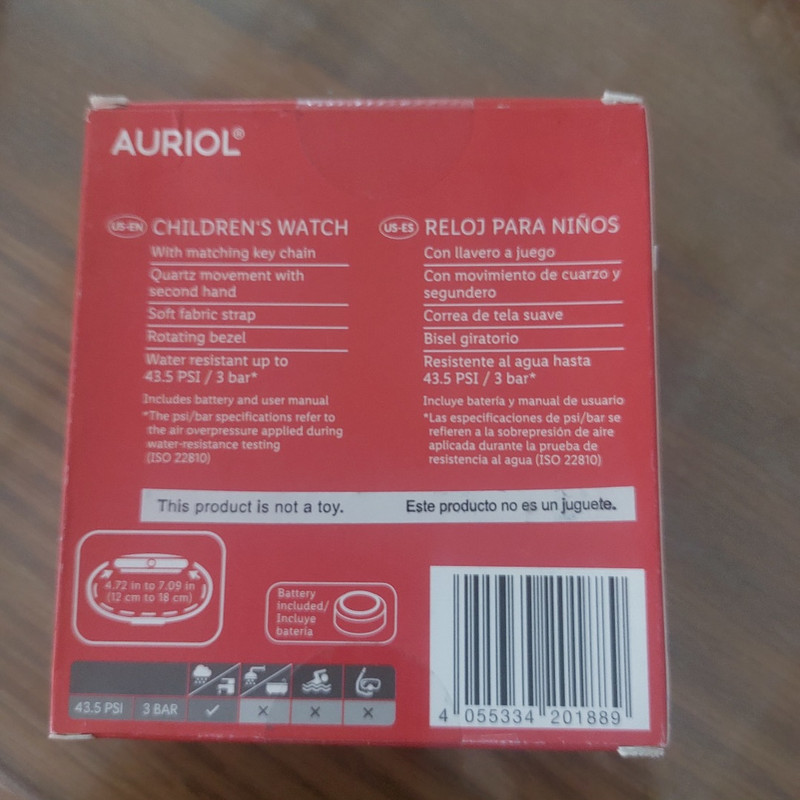 AURIOL®
US-EN CHILDREN'S WATCH
With matching key chain
Quartz movement with
second hand
Soft fabric strap
Rotating bezel
Water resistant up to
43.5 PSI / 3 bar*
Includes battery and user manual
*The psi/bar specifications refer to
the air overpressure applied during
water-resistance testing
(ISO 22810)
US-ES RELOJ PARA NIÑOS
Con llavero a juego
Con movimiento de cuarzo y
segundero
Correa de tela suave
Bisel giratorio
Resistente al agua hasta
43.5 PSI / 3 bar*
Incluye batería y manual de usuario
*Las especificaciones de psi/bar se
refieren a la sobrepresión de aire
aplicada durante la prueba de
resistencia al agua (ISO 22810)
This product is not a toy.
Este producto no es un juguete.
4.72 in to 7.09 in
(12 cm to 18 cm)
Battery
included/
Incluye
batería
43.5 PSI 3 BAR
4 055334 201889